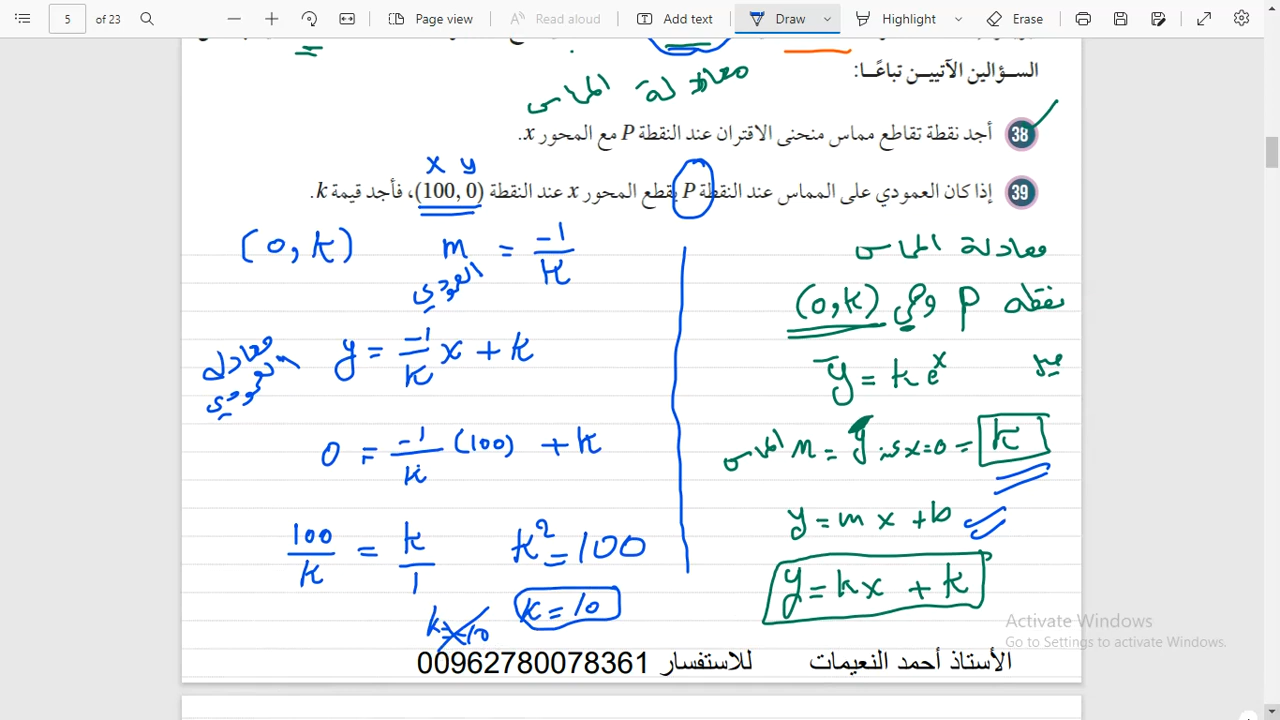 5 of 23 Page view Read aloud Add text Draw Highlight Erase
السؤالين الآتيين تباعًا:
معادلة المماس
38 أجد نقطة تقاطع مماس منحنى الاقتران عند النقطة P مع المحور x.
x y
39 إذا كان العمودي على المماس عند النقطة P يقطع المحور x عند النقطة (100, 0)، فأجد قيمة k.
معادلة المماس
نقطه P وهي (0,k)
y = k eˣ
المماس m = y عند x=0 = k
y = m x + b
y = kx + k
(0, k) m = -1/k
العمودي
معادلة العمودي y = -1/k x + k
0 = -1/k (100) + k
100/k = k/1 k² = 100
k = 10
k = -10
Activate Windows
Go to Settings to activate Windows.
الأستاذ أحمد النعيمات للاستفسار 00962780078361